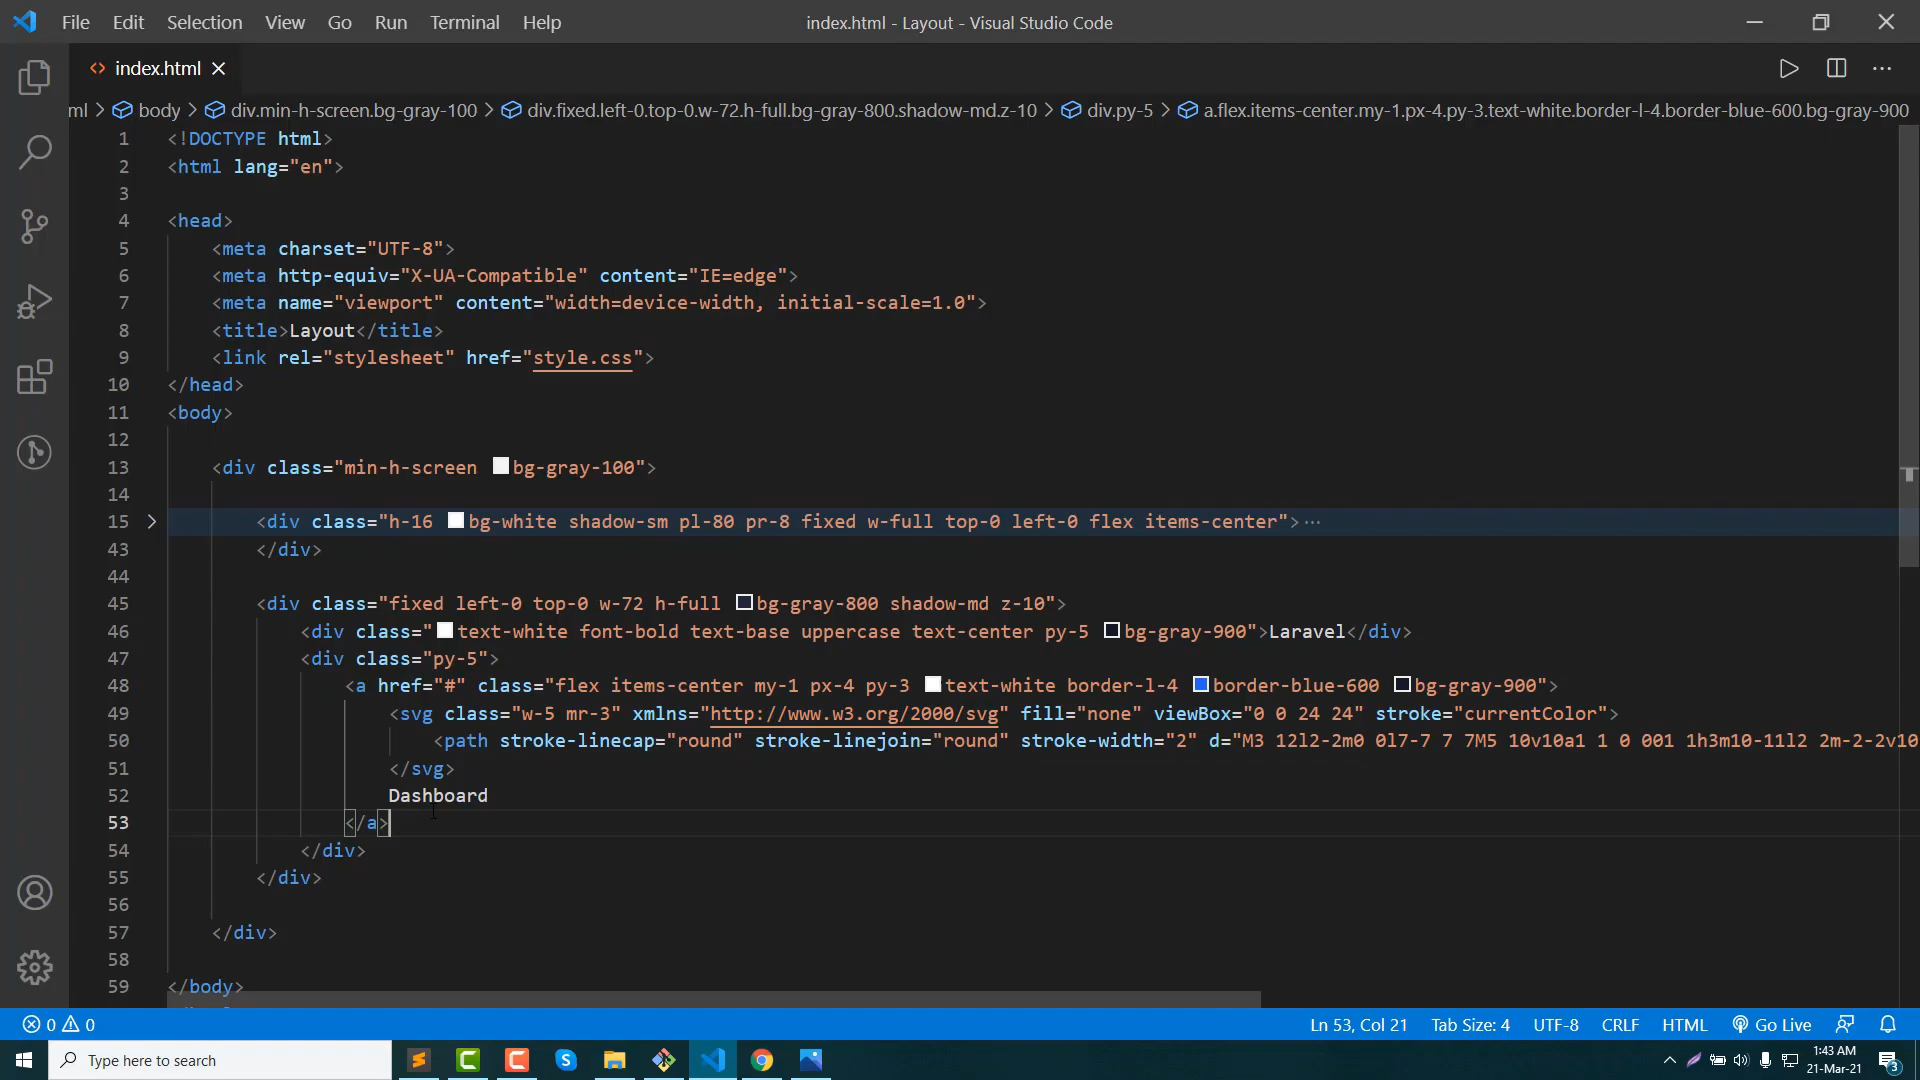 File Edit Selection View Go Run Terminal Help
index.html - Layout - Visual Studio Code
index.html
ml > body > div.min-h-screen.bg-gray-100 > div.fixed.left-0.top-0.w-72.h-full.bg-gray-800.shadow-md.z-10 > div.py-5 > a.flex.items-center.my-1.px-4.py-3.text-white.border-l-4.border-blue-600.bg-gray-900
1 <!DOCTYPE html>
2 <html lang="en">
3
4 <head>
5 <meta charset="UTF-8">
6 <meta http-equiv="X-UA-Compatible" content="IE=edge">
7 <meta name="viewport" content="width=device-width, initial-scale=1.0">
8 <title>Layout</title>
9 <link rel="stylesheet" href="style.css">
10 </head>
11 <body>
12
13 <div class="min-h-screen bg-gray-100">
14
15 <div class="h-16 bg-white shadow-sm pl-80 pr-8 fixed w-full top-0 left-0 flex items-center">...
43 </div>
44
45 <div class="fixed left-0 top-0 w-72 h-full bg-gray-800 shadow-md z-10">
46 <div class="text-white font-bold text-base uppercase text-center py-5 bg-gray-900">Laravel</div>
47 <div class="py-5">
48 <a href="#" class="flex items-center my-1 px-4 py-3 text-white border-l-4 border-blue-600 bg-gray-900">
49 <svg class="w-5 mr-3" xmlns="http://www.w3.org/2000/svg" fill="none" viewBox="0 0 24 24" stroke="currentColor">
50 <path stroke-linecap="round" stroke-linejoin="round" stroke-width="2" d="M3 12l2-2m0 0l7-7 7 7M5 10v10a1 1 0 001 1h3m10-11l2 2m-2-2v10
51 </svg>
52 Dashboard
53 </a>
54 </div>
55 </div>
56
57 </div>
58
59 </body>
0 0
Ln 53, Col 21 Tab Size: 4 UTF-8 CRLF HTML Go Live
Type here to search
1:43 AM
21-Mar-21
3